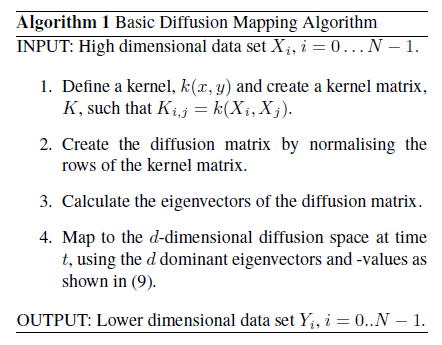 Algorithm 1 Basic Diffusion Mapping Algorithm
INPUT: High dimensional data set X_i, i = 0 . . . N − 1.
1. Define a kernel, k(x, y) and create a kernel matrix,
K, such that K_{i,j} = k(X_i, X_j).
2. Create the diffusion matrix by normalising the
rows of the kernel matrix.
3. Calculate the eigenvectors of the diffusion matrix.
4. Map to the d-dimensional diffusion space at time
t, using the d dominant eigenvectors and -values as
shown in (9).
OUTPUT: Lower dimensional data set Y_i, i = 0..N − 1.